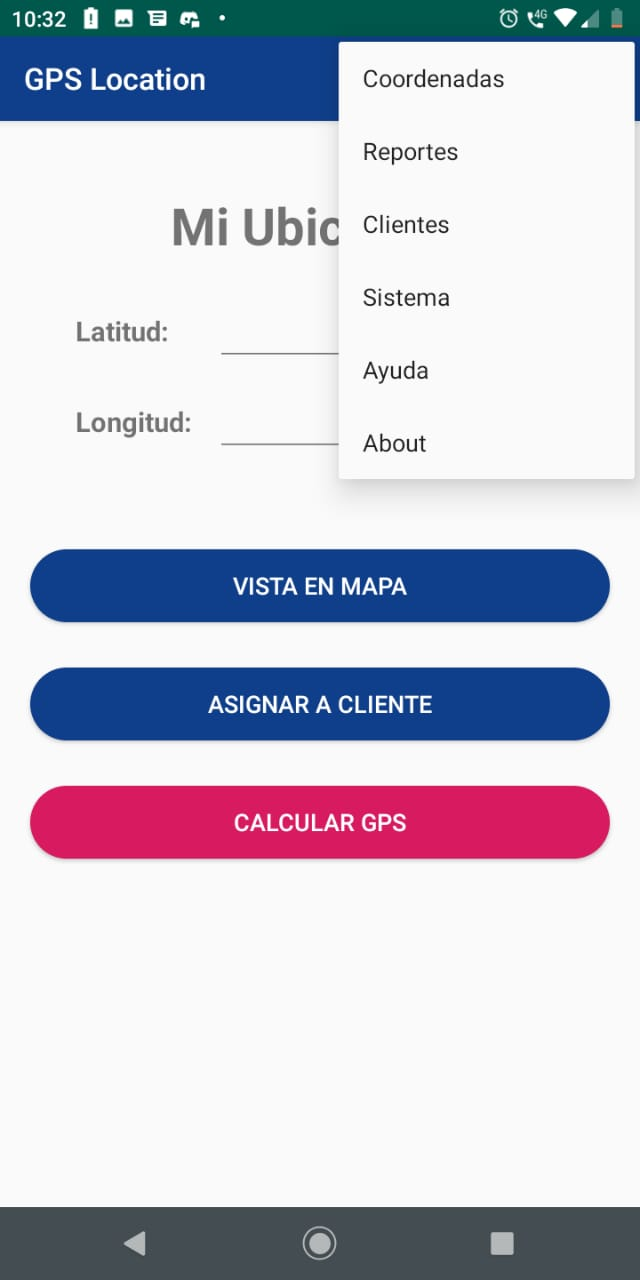 10:32
4G
GPS Location
Coordenadas
Reportes
Clientes
Sistema
Ayuda
About
Mi Ubic
Latitud:
Longitud:
VISTA EN MAPA
ASIGNAR A CLIENTE
CALCULAR GPS